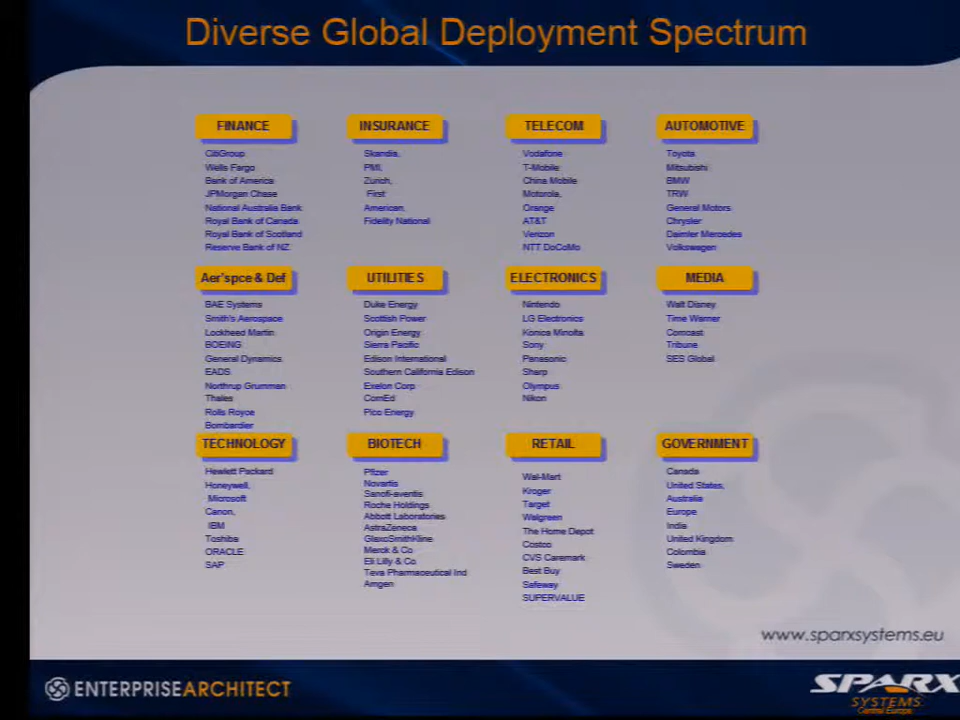 Diverse Global Deployment Spectrum
FINANCE
CitiGroup
Wells Fargo
Bank of America
JPMorgan Chase
National Australia Bank
Royal Bank of Canada
Royal Bank of Scotland
Reserve Bank of NZ
INSURANCE
Skandia,
PMI,
Zurich,
First
American,
Fidelity National
TELECOM
Vodafone
T-Mobile
China Mobile
Motorola,
Orange
AT&T
Verizon
NTT DoCoMo
AUTOMOTIVE
Toyota
Mitsubishi
BMW
TRW
General Motors
Chrysler
Daimler Mercedes
Volkswagen
Aer'spce & Def
BAE Systems
Smith's Aerospace
Lockheed Martin
BOEING
General Dynamics
EADS
Northrup Grumman
Thales
Rolls Royce
Bombardier
UTILITIES
Duke Energy
Scottish Power
Origin Energy
Sierra Pacific
Edison International
Southern California Edison
Exelon Corp
ComEd
Pico Energy
ELECTRONICS
Nintendo
LG Electronics
Konica Minolta
Sony
Panasonic
Sharp
Olympus
Nikon
MEDIA
Walt Disney
Time Warner
Comcast
Tribune
SES Global
TECHNOLOGY
Hewlett Packard
Honeywell,
Microsoft
Canon,
IBM
Toshiba
ORACLE
SAP
BIOTECH
Pfizer
Novartis
Sanofi-aventis
Roche Holdings
Abbott Laboratories
AstraZeneca
GlaxoSmithKline
Merck & Co
Eli Lilly & Co
Teva Pharmaceutical Ind
Amgen
RETAIL
Wal-Mart
Kroger
Target
Walgreen
The Home Depot
Costco
CVS Caremark
Best Buy
Safeway
SUPERVALUE
GOVERNMENT
Canada
United States,
Australia
Europe
India
United Kingdom
Colombia
Sweden
www.sparxsystems.eu
ENTERPRISE ARCHITECT
SPARX
SYSTEMS
Central Europe